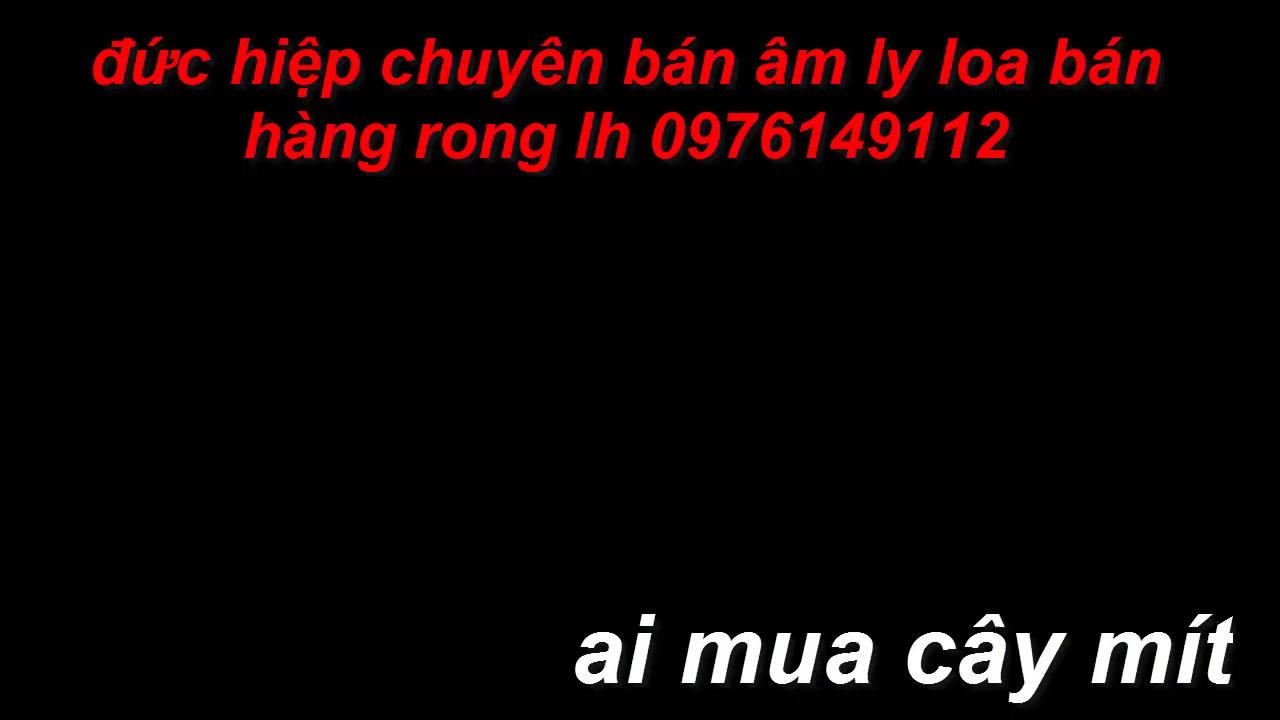 đức hiệp chuyên bán âm ly loa bán
hàng rong lh 0976149112
ai mua cây mít